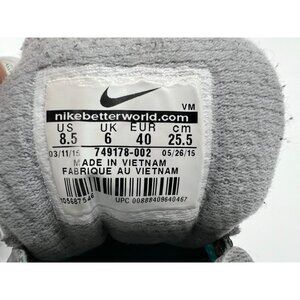 VM
nikebetterworld.com
US UK EUR cm
8.5 6 40 25.5
03/11/15 749178-002 05/26/15
MADE IN VIETNAM
FABRIQUE AU VIETNAM
UPC 00888409640467